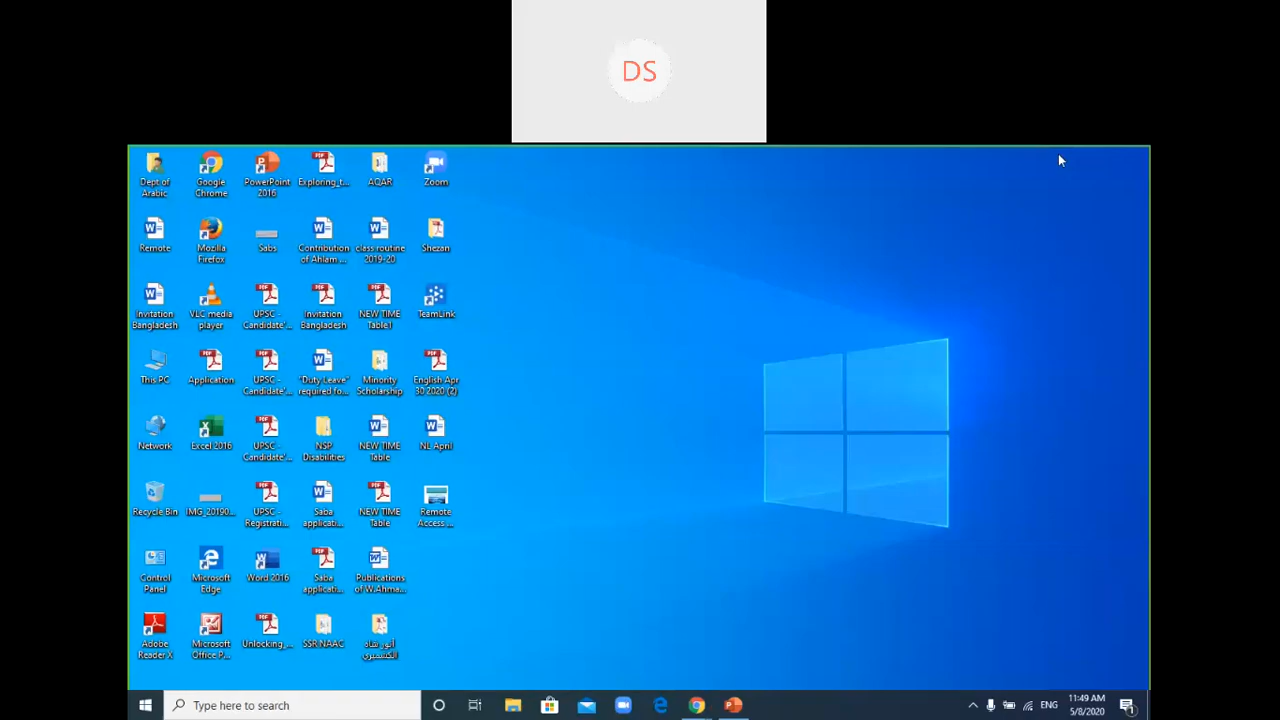 DS
Dept of
Arabic
Google
Chrome
PowerPoint
2016
Exploring_t...
AQAR
Zoom
Remote
Mozilla
Firefox
Sabs
Contribution
of Ahlam ...
class routine
2019-20
Shezan
Invitation
Bangladesh
VLC media
player
UPSC -
Candidate'...
Invitation
Bangladesh
NEW TIME
Table1
TeamLink
This PC
Application
UPSC -
Candidate'...
"Duty Leave"
required fo...
Minonty
Scholarship
English Apr
30 2020 (2)
Network
Excel 2016
UPSC -
Candidate'...
NSP
Disabilities
NEW TIME
Table
NL April
Recycle Bin
IMG_20190...
UPSC -
Registrati...
Saba
applicati...
NEW TIME
Table
Remote
Access ...
Control
Panel
Microsoft
Edge
Word 2016
Saba
applicati...
Publications
of W.Ahma...
Adobe
Reader X
Microsoft
Office P...
Unlocking_...
SSR NAAC
أنور شاه
الكشميري
Type here to search
ENG
11:49 AM
5/8/2020